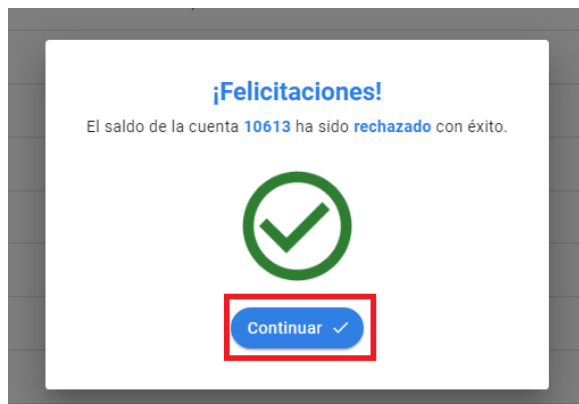 ¡Felicitaciones!
El saldo de la cuenta 10613 ha sido rechazado con éxito.
Continuar